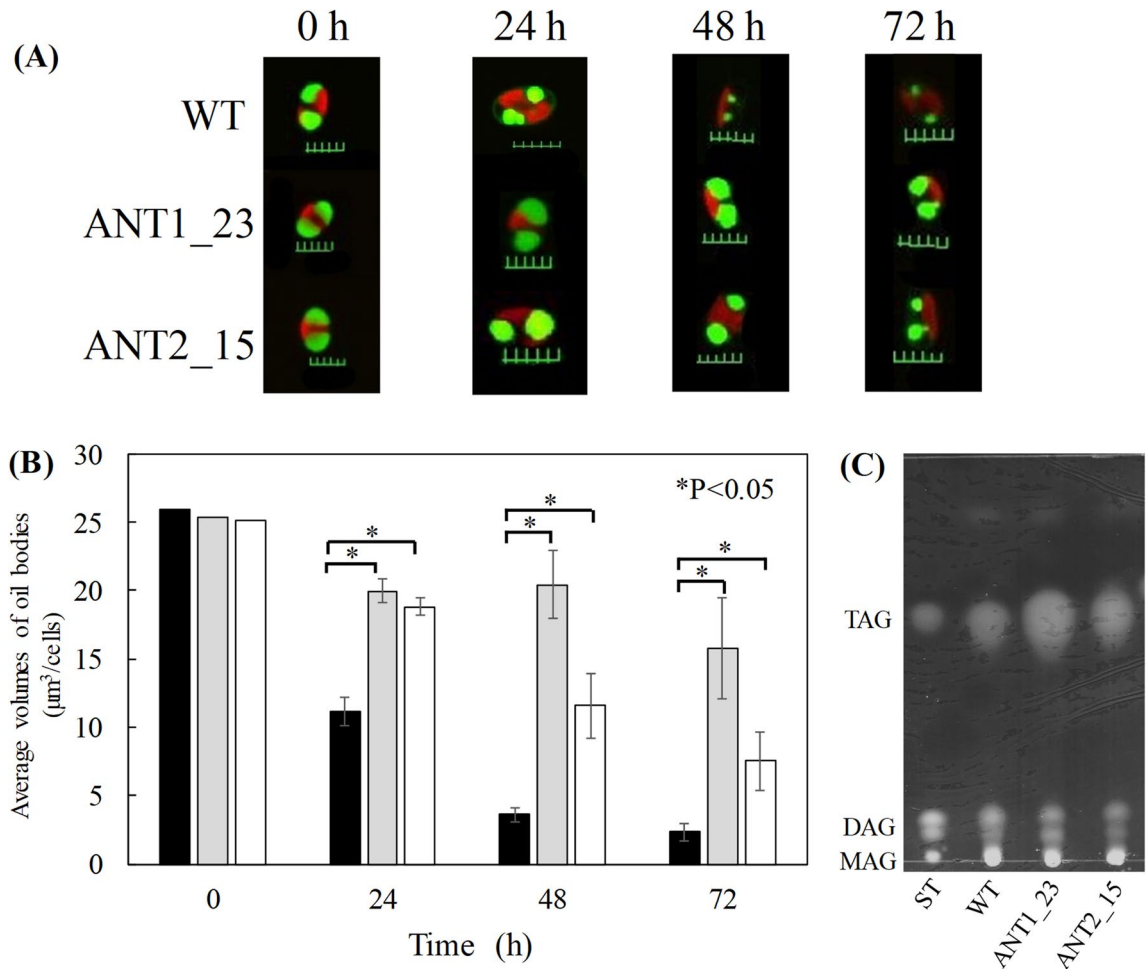 (A)
0 h 24 h 48 h 72 h
WT
ANT1_23
ANT2_15
(B)
Average volumes of oil bodies
(μm³/cells)
30
25
20
15
10
5
0
*P<0.05
* * * * * *
0 24 48 72
Time (h)
(C)
TAG
DAG
MAG
ST WT ANT1_23 ANT2_15